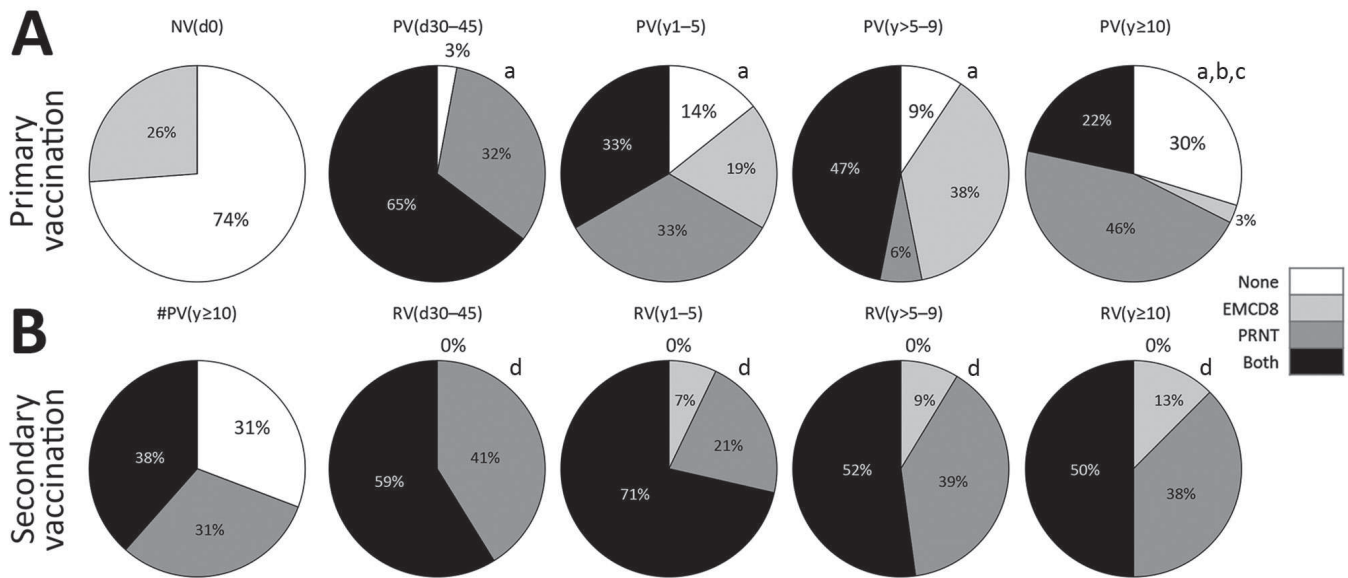 A
Primary
vaccination
NV(d0)
26%
74%
PV(d30–45)
3%
a
32%
65%
PV(y1–5)
a
14%
33%
19%
33%
PV(y>5–9)
a
9%
47%
38%
6%
PV(y≥10)
a,b,c
22%
30%
3%
46%
None
EMCD8
PRNT
Both
B
Secondary
vaccination
#PV(y≥10)
31%
38%
31%
RV(d30–45)
0%
d
41%
59%
RV(y1–5)
0%
d
7%
21%
71%
RV(y>5–9)
0%
d
9%
52%
39%
RV(y≥10)
0%
d
13%
50%
38%